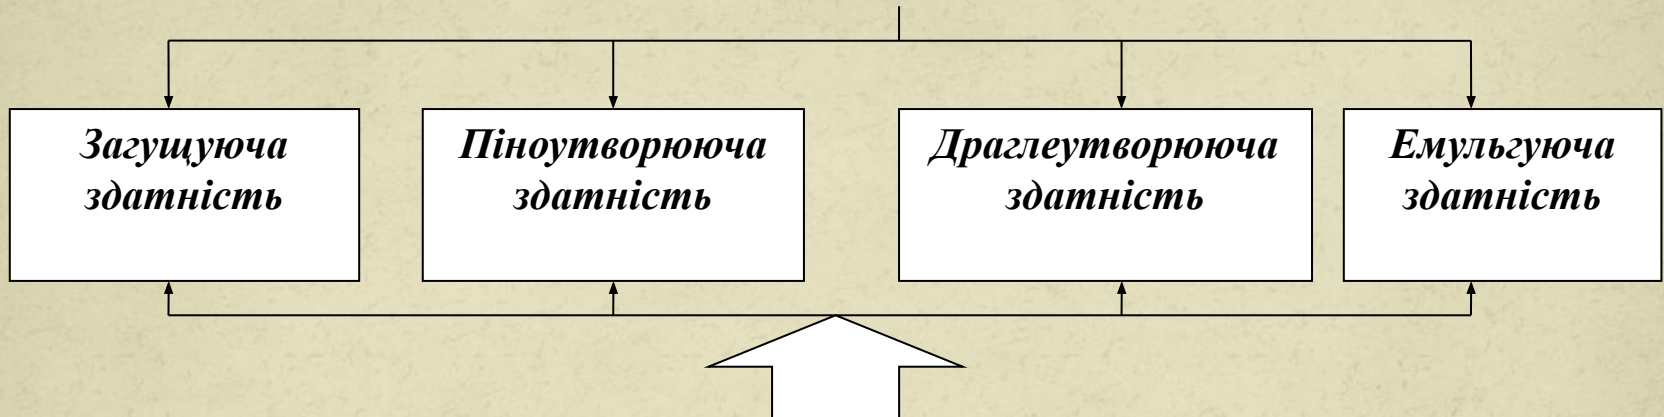 Загущуюча
здатність
Піноутворююча
здатність
Драглеутворююча
здатність
Емульгуюча
здатність